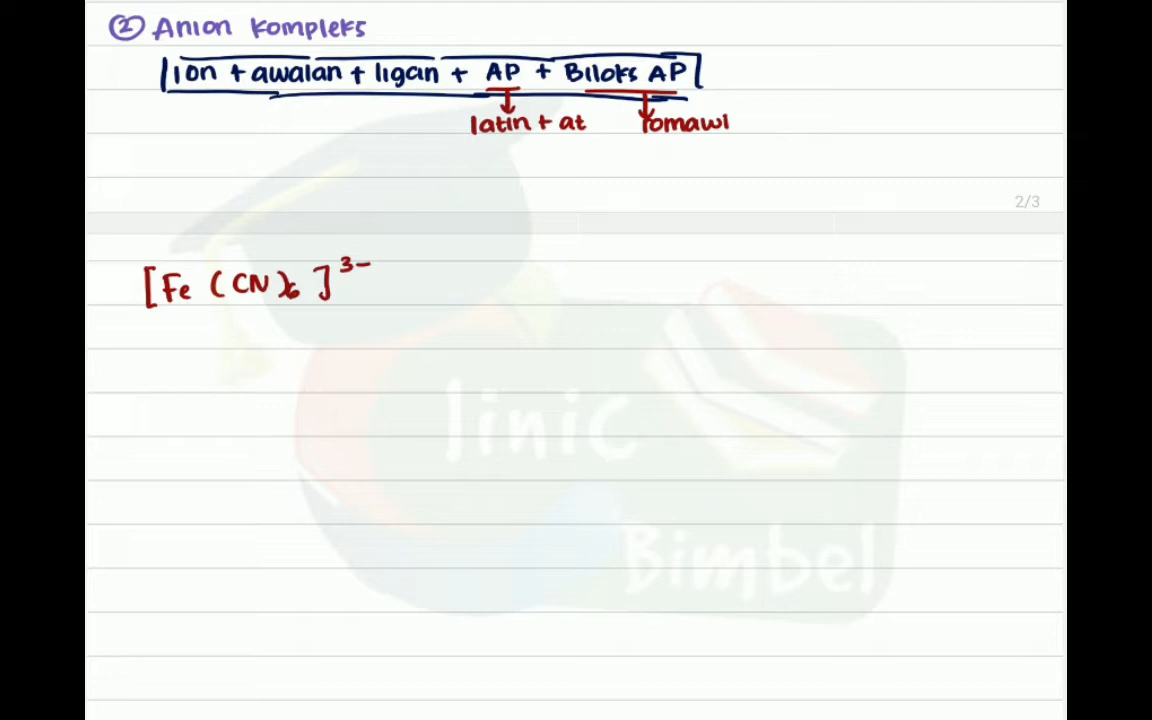 ② Anion Kompleks
ion + awalan + ligan + AP + Biloks AP
latin + at romawi
2/3
[Fe (CN)₆]³⁻
linic
Bimbel